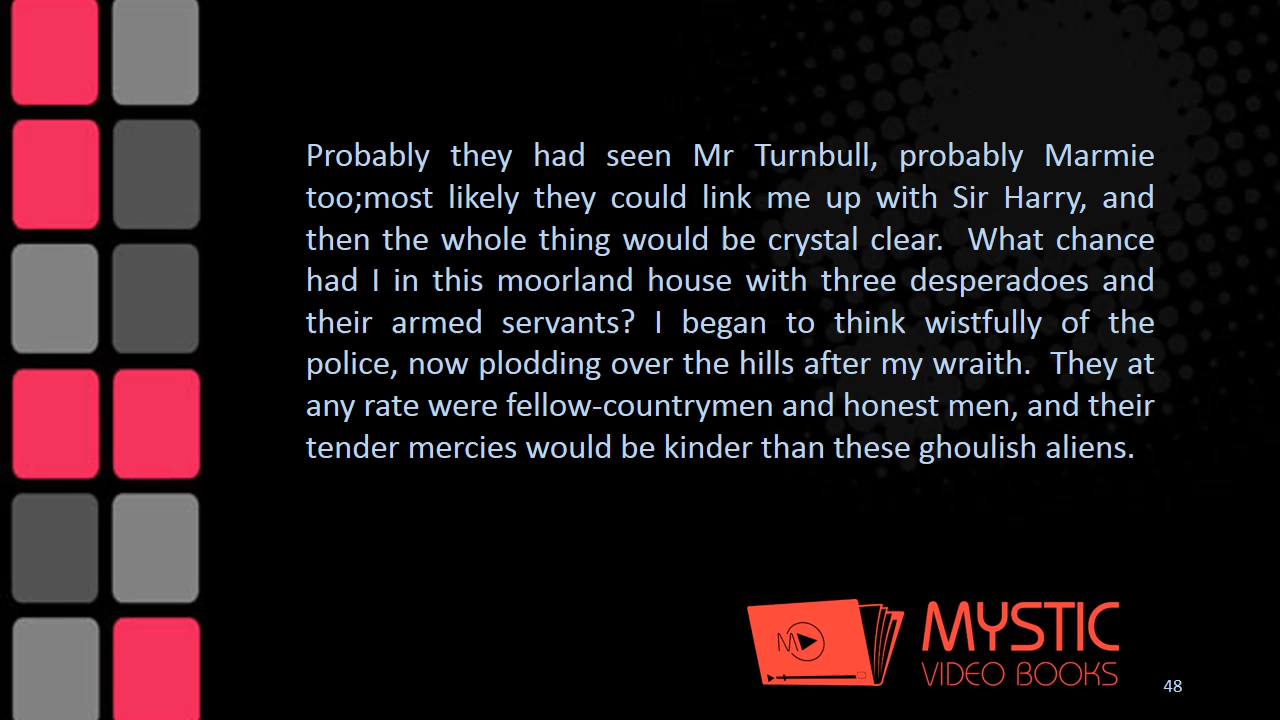 Probably they had seen Mr Turnbull, probably Marmie
too;most likely they could link me up with Sir Harry, and
then the whole thing would be crystal clear.  What chance
had I in this moorland house with three desperadoes and
their armed servants? I began to think wistfully of the
police, now plodding over the hills after my wraith.  They at
any rate were fellow-countrymen and honest men, and their
tender mercies would be kinder than these ghoulish aliens.
M
MYSTIC
VIDEO BOOKS
48